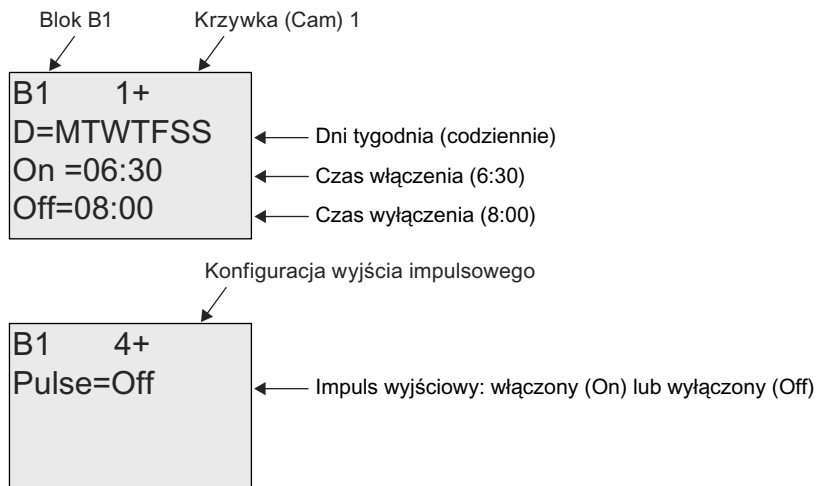 Blok B1
Krzywka (Cam) 1
B1 1+
D=MTWTFSS
Dni tygodnia (codziennie)
On =06:30
Czas włączenia (6:30)
Off=08:00
Czas wyłączenia (8:00)
Konfiguracja wyjścia impulsowego
B1 4+
Pulse=Off
Impuls wyjściowy: włączony (On) lub wyłączony (Off)